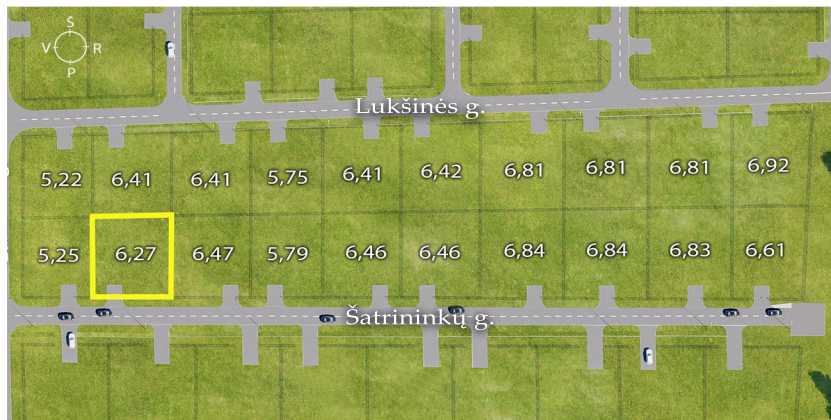 Š
V R
P
Lukšinės g.
5,22 6,41 6,41 5,75 6,41 6,42 6,81 6,81 6,81 6,92
5,25 6,27 6,47 5,79 6,46 6,46 6,84 6,84 6,83 6,61
Šatrininkų g.